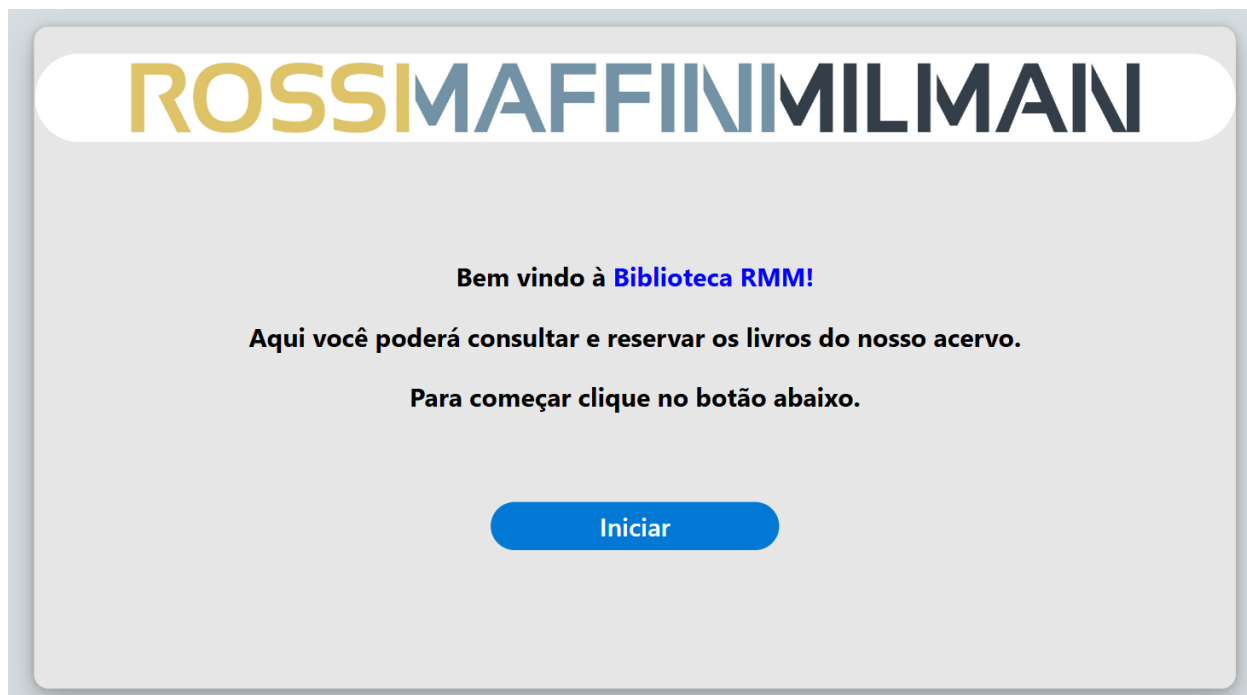 ROSSIMAFFINIMILMAN
Bem vindo à Biblioteca RMM!
Aqui você poderá consultar e reservar os livros do nosso acervo.
Para começar clique no botão abaixo.
Iniciar